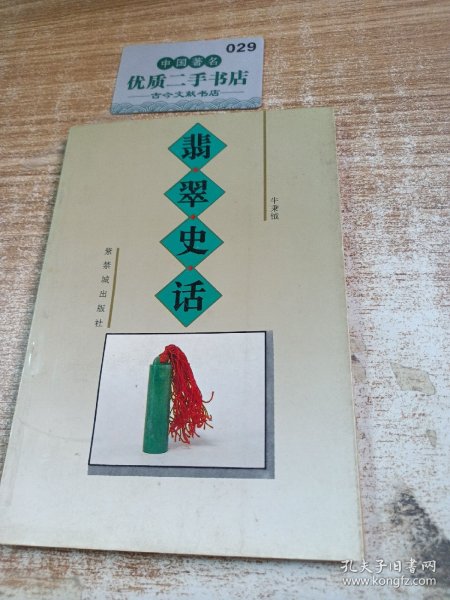 029
中国著名
优质二手书店
古今文献书店
翡翠史话
牛秉钺
紫禁城出版社
孔夫子旧书网
www.kongfz.com